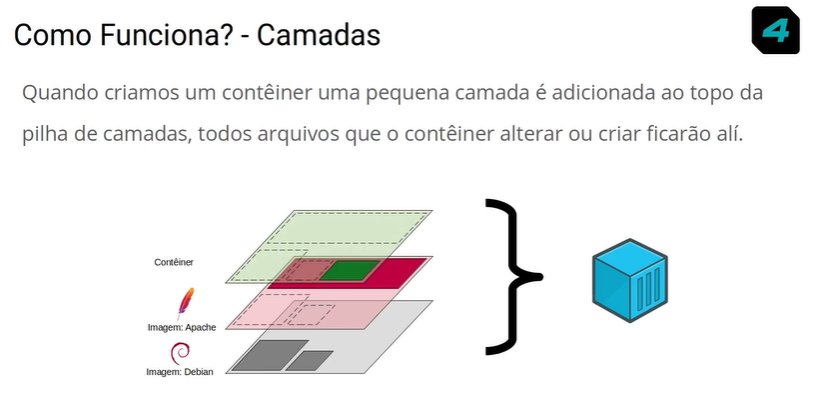 Como Funciona? - Camadas
4
Quando criamos um contêiner uma pequena camada é adicionada ao topo da
pilha de camadas, todos arquivos que o contêiner alterar ou criar ficarão alí.
Contêiner
Imagem: Apache
Imagem: Debian